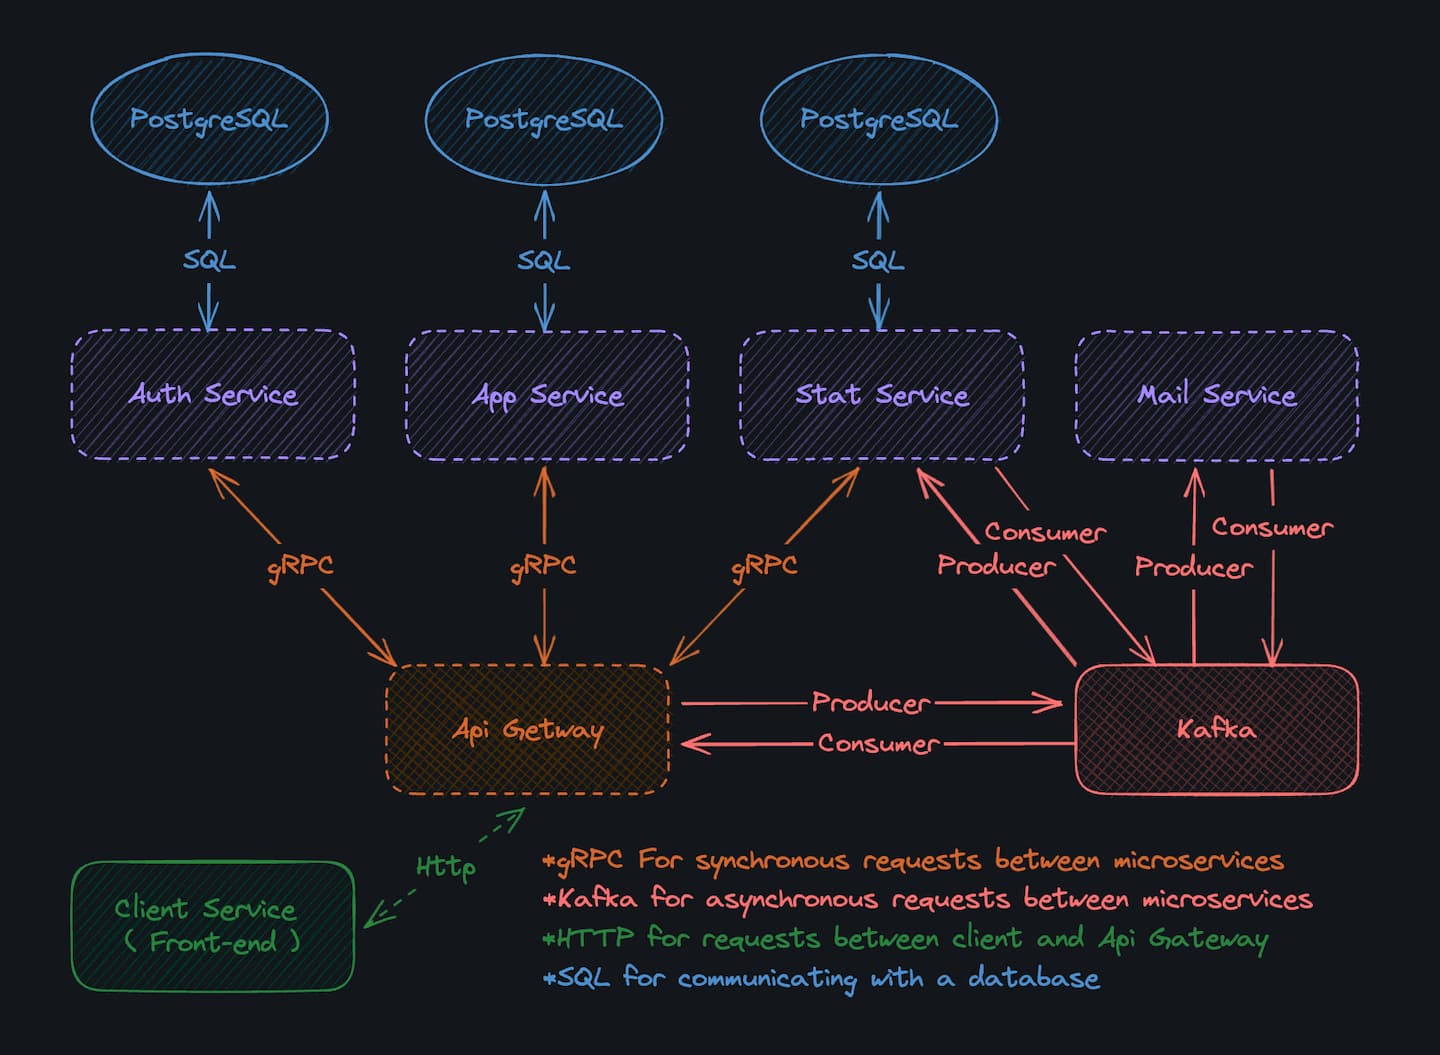 PostgreSQL
PostgreSQL
PostgreSQL
SQL
SQL
SQL
Auth Service
App Service
Stat Service
Mail Service
gRPC
gRPC
gRPC
Consumer
Producer
Consumer
Producer
Producer
Consumer
Api Getway
Kafka
Http
Client Service
( Front-end )
*gRPC For synchronous requests between microservices
*Kafka for asynchronous requests between microservices
*HTTP for requests between client and Api Gateway
*SQL for communicating with a database